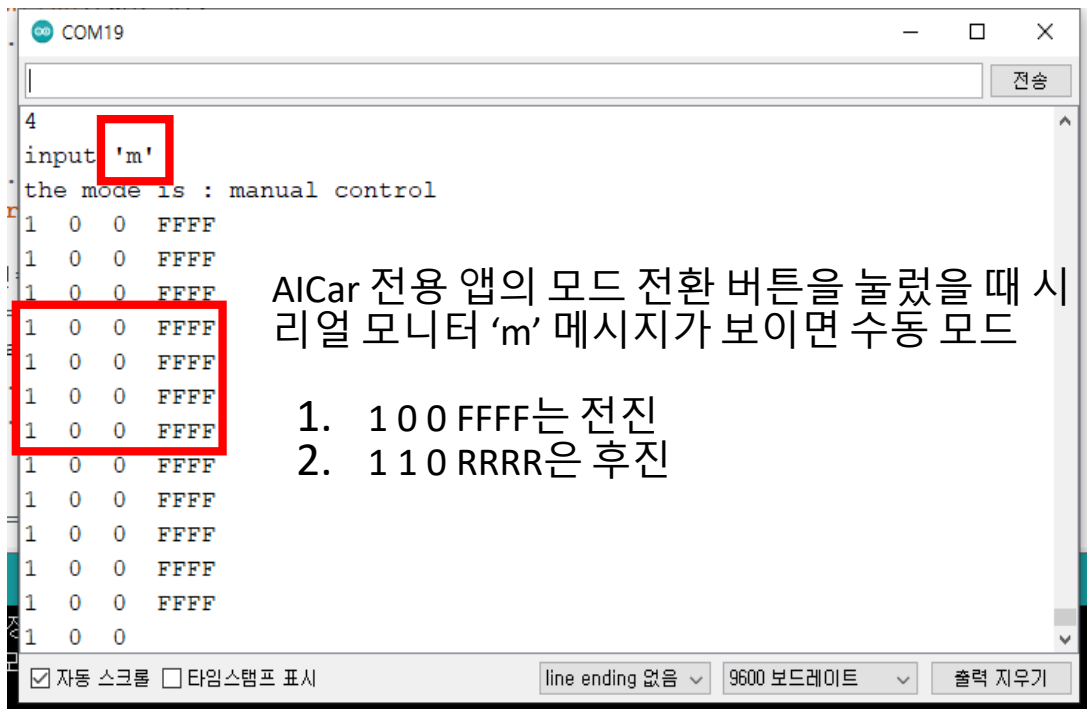 COM19
전송
4
input 'm'
the mode is : manual control
1 0 0 FFFF
1 0 0 FFFF
1 0 0 FFFF
1 0 0 FFFF
1 0 0 FFFF
1 0 0 FFFF
1 0 0 FFFF
1 0 0 FFFF
1 0 0 FFFF
1 0 0 FFFF
1 0 0 FFFF
1 0 0 FFFF
1 0 0
AICar 전용 앱의 모드 전환 버튼을 눌렀을 때 시
리얼 모니터 ‘m’ 메시지가 보이면 수동 모드
1. 1 0 0 FFFF는 전진
2. 1 1 0 RRRR은 후진
자동 스크롤 타임스탬프 표시 line ending 없음 9600 보드레이트 출력 지우기